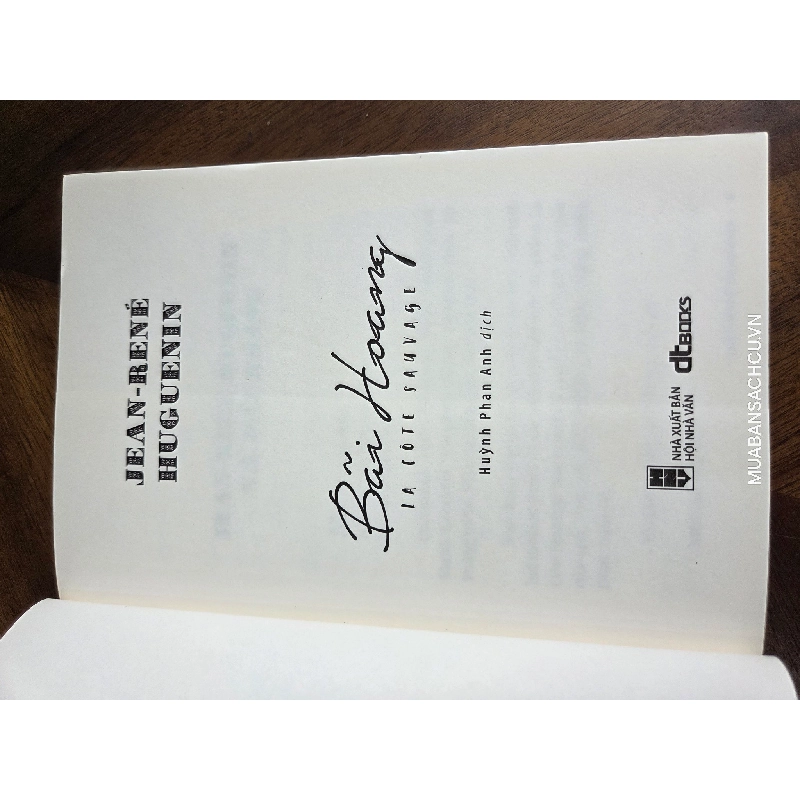 JEAN-RENÉ
HUGUENIN
Bãi Hoang
LA CÔTE SAUVAGE
Huỳnh Phan Anh dịch
HNV
NHÀ XUẤT BẢN
HỘI NHÀ VĂN
dtBOOKS
MUABANSACHCU.VN